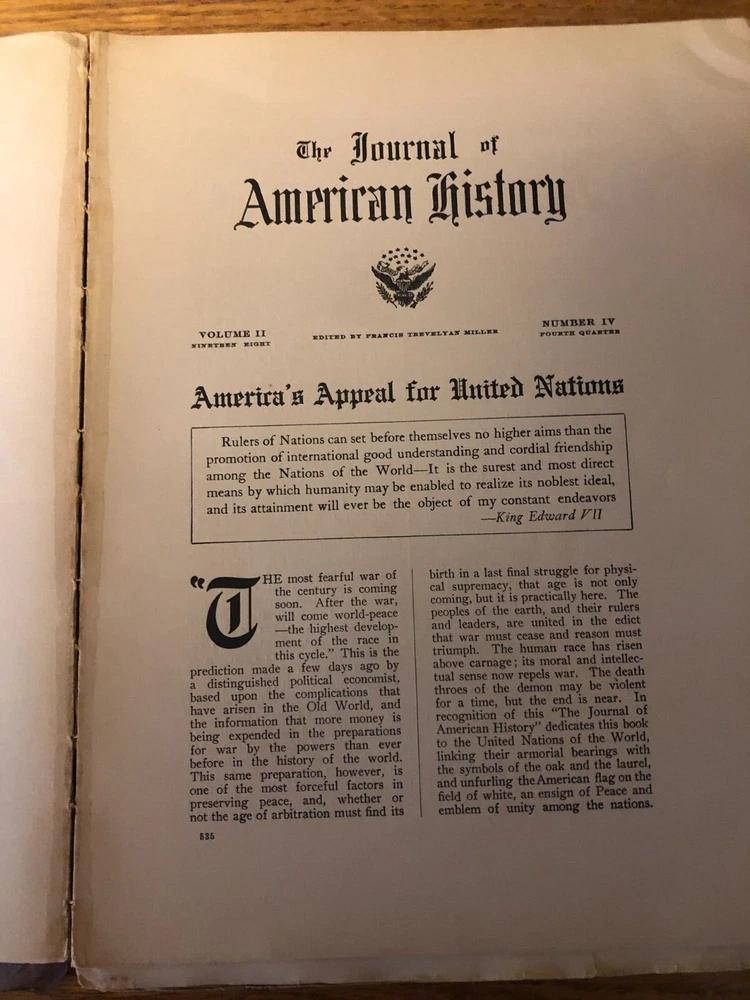 The Journal of
American History
VOLUME II
NINETEEN EIGHT
EDITED BY FRANCIS TREVELYAN MILLER
NUMBER IV
FOURTH QUARTER
America's Appeal for United Nations
Rulers of Nations can set before themselves no higher aims than the
promotion of international good understanding and cordial friendship
among the Nations of the World—It is the surest and most direct
means by which humanity may be enabled to realize its noblest ideal,
and its attainment will ever be the object of my constant endeavors
—King Edward VII
"THE most fearful war of
the century is coming
soon. After the war,
will come world-peace
—the highest develop-
ment of the race in
this cycle." This is the
prediction made a few days ago by
a distinguished political economist,
based upon the complications that
have arisen in the Old World, and
the information that more money is
being expended in the preparations
for war by the powers than ever
before in the history of the world.
This same preparation, however, is
one of the most forceful factors in
preserving peace, and, whether or
not the age of arbitration must find its
birth in a last final struggle for physi-
cal supremacy, that age is not only
coming, but it is practically here. The
peoples of the earth, and their rulers
and leaders, are united in the edict
that war must cease and reason must
triumph. The human race has risen
above carnage; its moral and intellec-
tual sense now repels war. The death
throes of the demon may be violent
for a time, but the end is near. In
recognition of this "The Journal of
American History" dedicates this book
to the United Nations of the World,
linking their armorial bearings with
the symbols of the oak and the laurel,
and unfurling the American flag on the
field of white, an ensign of Peace and
emblem of unity among the nations.
535